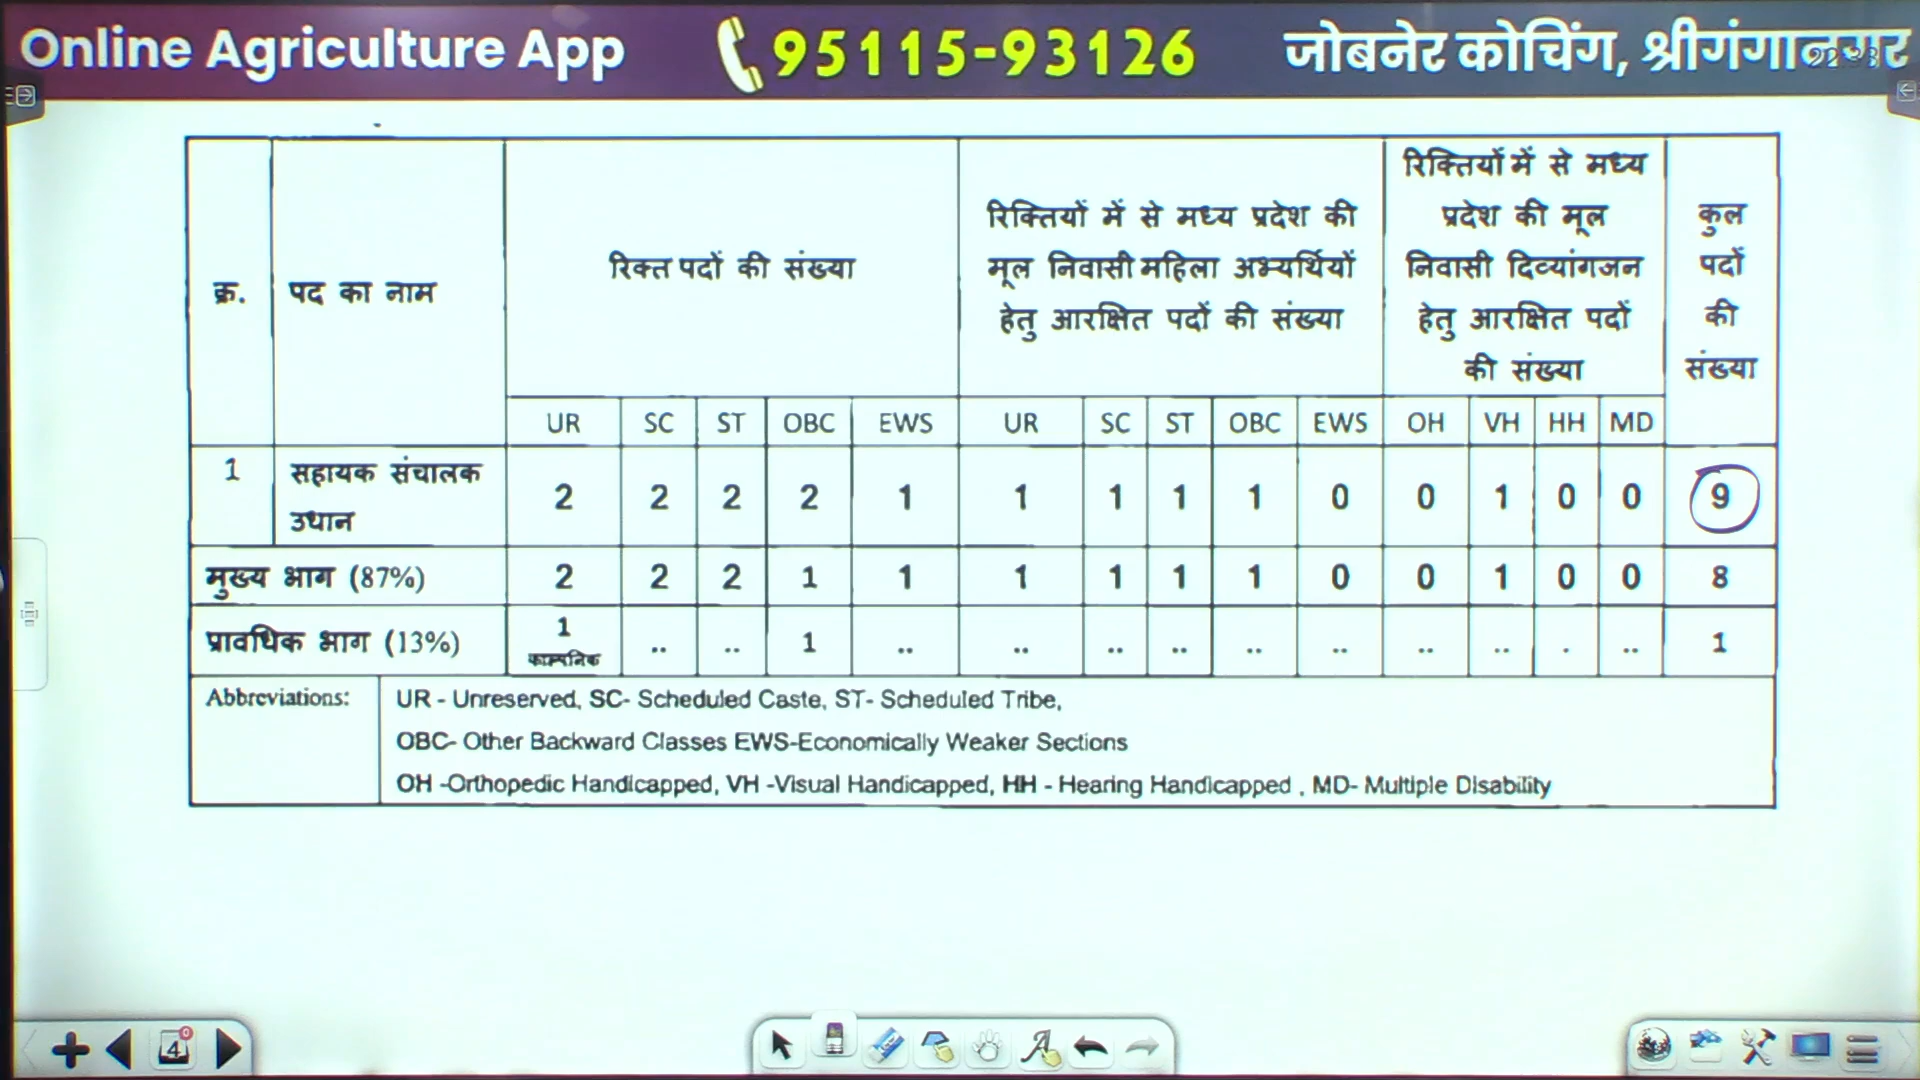 Online Agriculture App 95115-93126 जोबनेर कोचिंग, श्रीगंगानगर
क्र. पद का नाम रिक्त पदों की संख्या रिक्तियों में से मध्य प्रदेश की मूल निवासी महिला अभ्यर्थियों हेतु आरक्षित पदों की संख्या रिक्तियों में से मध्य प्रदेश की मूल निवासी दिव्यांगजन हेतु आरक्षित पदों की संख्या कुल पदों की संख्या
UR SC ST OBC EWS UR SC ST OBC EWS OH VH HH MD
1 सहायक संचालक उधान 2 2 2 2 1 1 1 1 1 0 0 1 0 0 9
मुख्य भाग (87%) 2 2 2 1 1 1 1 1 1 0 0 1 0 0 8
प्रावधिक भाग (13%) 1 काल्पनिक .. .. 1 .. .. .. .. .. .. .. .. . .. 1
Abbreviations: UR - Unreserved, SC- Scheduled Caste, ST- Scheduled Tribe,
OBC- Other Backward Classes EWS-Economically Weaker Sections
OH -Orthopedic Handicapped, VH -Visual Handicapped, HH - Hearing Handicapped , MD- Multiple Disability
4
0